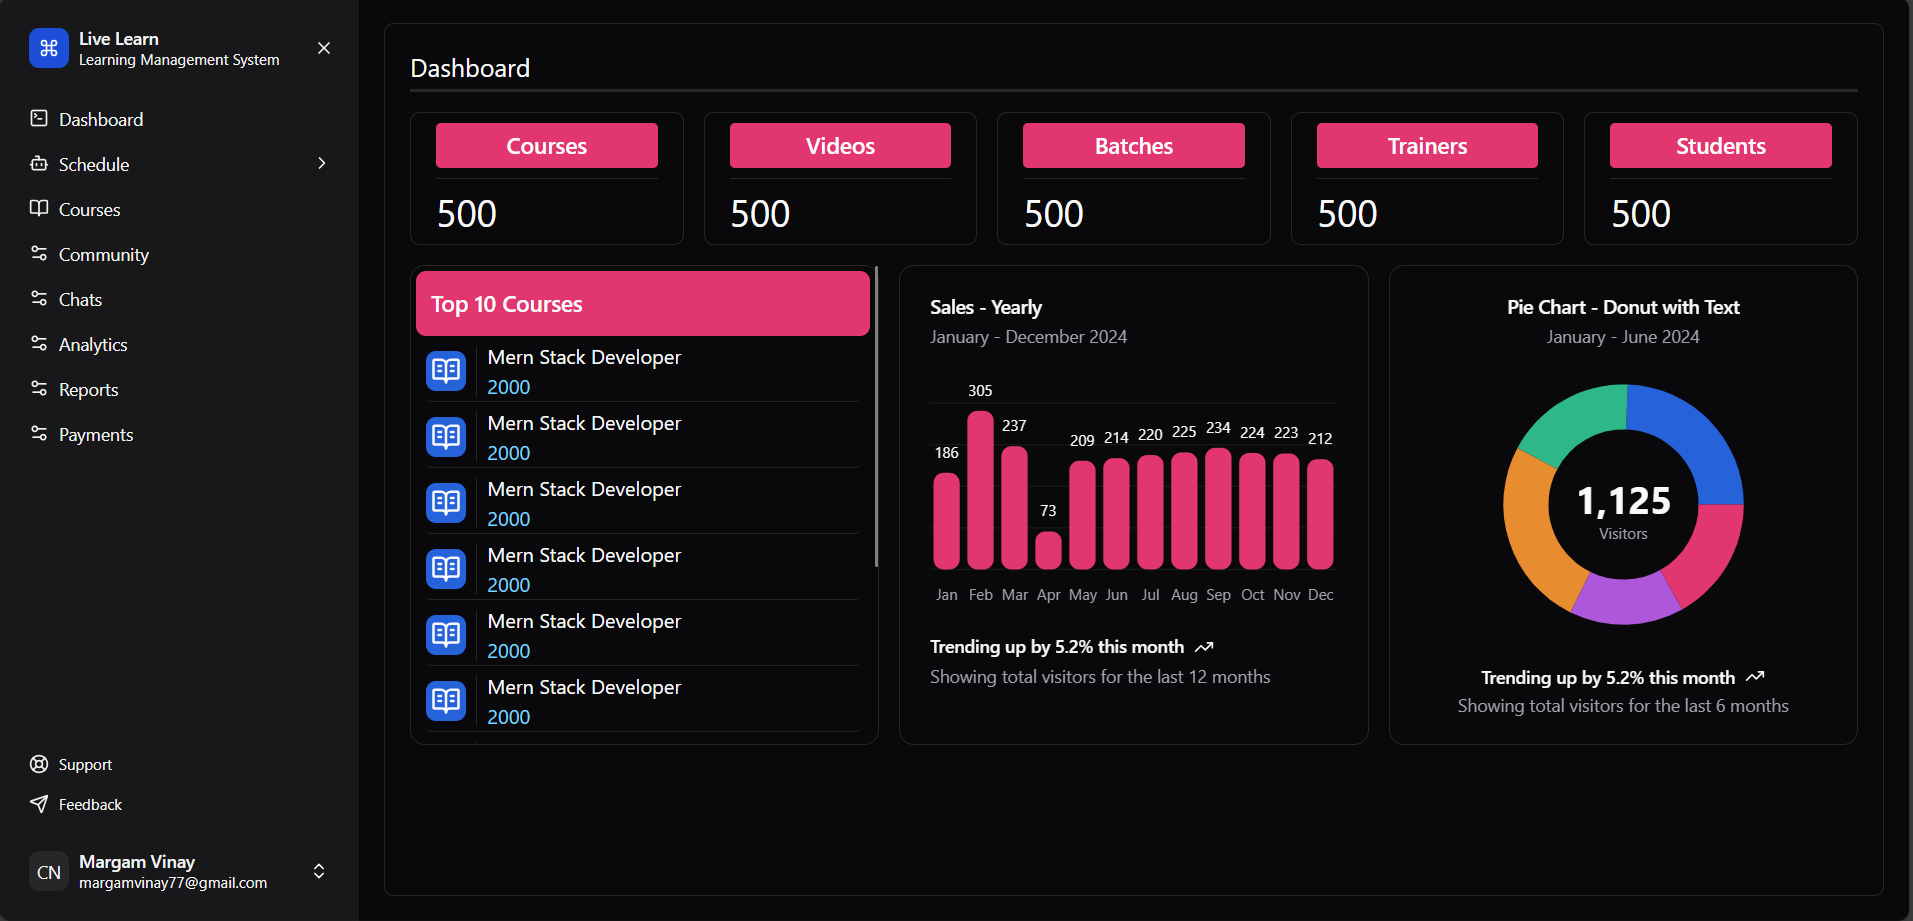 Live Learn
Learning Management System
Dashboard
Schedule
Courses
Community
Chats
Analytics
Reports
Payments
Support
Feedback
CN
Margam Vinay
margamvinay77@gmail.com
Dashboard
Courses
500
Videos
500
Batches
500
Trainers
500
Students
500
Top 10 Courses
Mern Stack Developer
2000
Mern Stack Developer
2000
Mern Stack Developer
2000
Mern Stack Developer
2000
Mern Stack Developer
2000
Mern Stack Developer
2000
Sales - Yearly
January - December 2024
186 305 237 73 209 214 220 225 234 224 223 212
Jan Feb Mar Apr May Jun Jul Aug Sep Oct Nov Dec
Trending up by 5.2% this month
Showing total visitors for the last 12 months
Pie Chart - Donut with Text
January - June 2024
1,125
Visitors
Trending up by 5.2% this month
Showing total visitors for the last 6 months